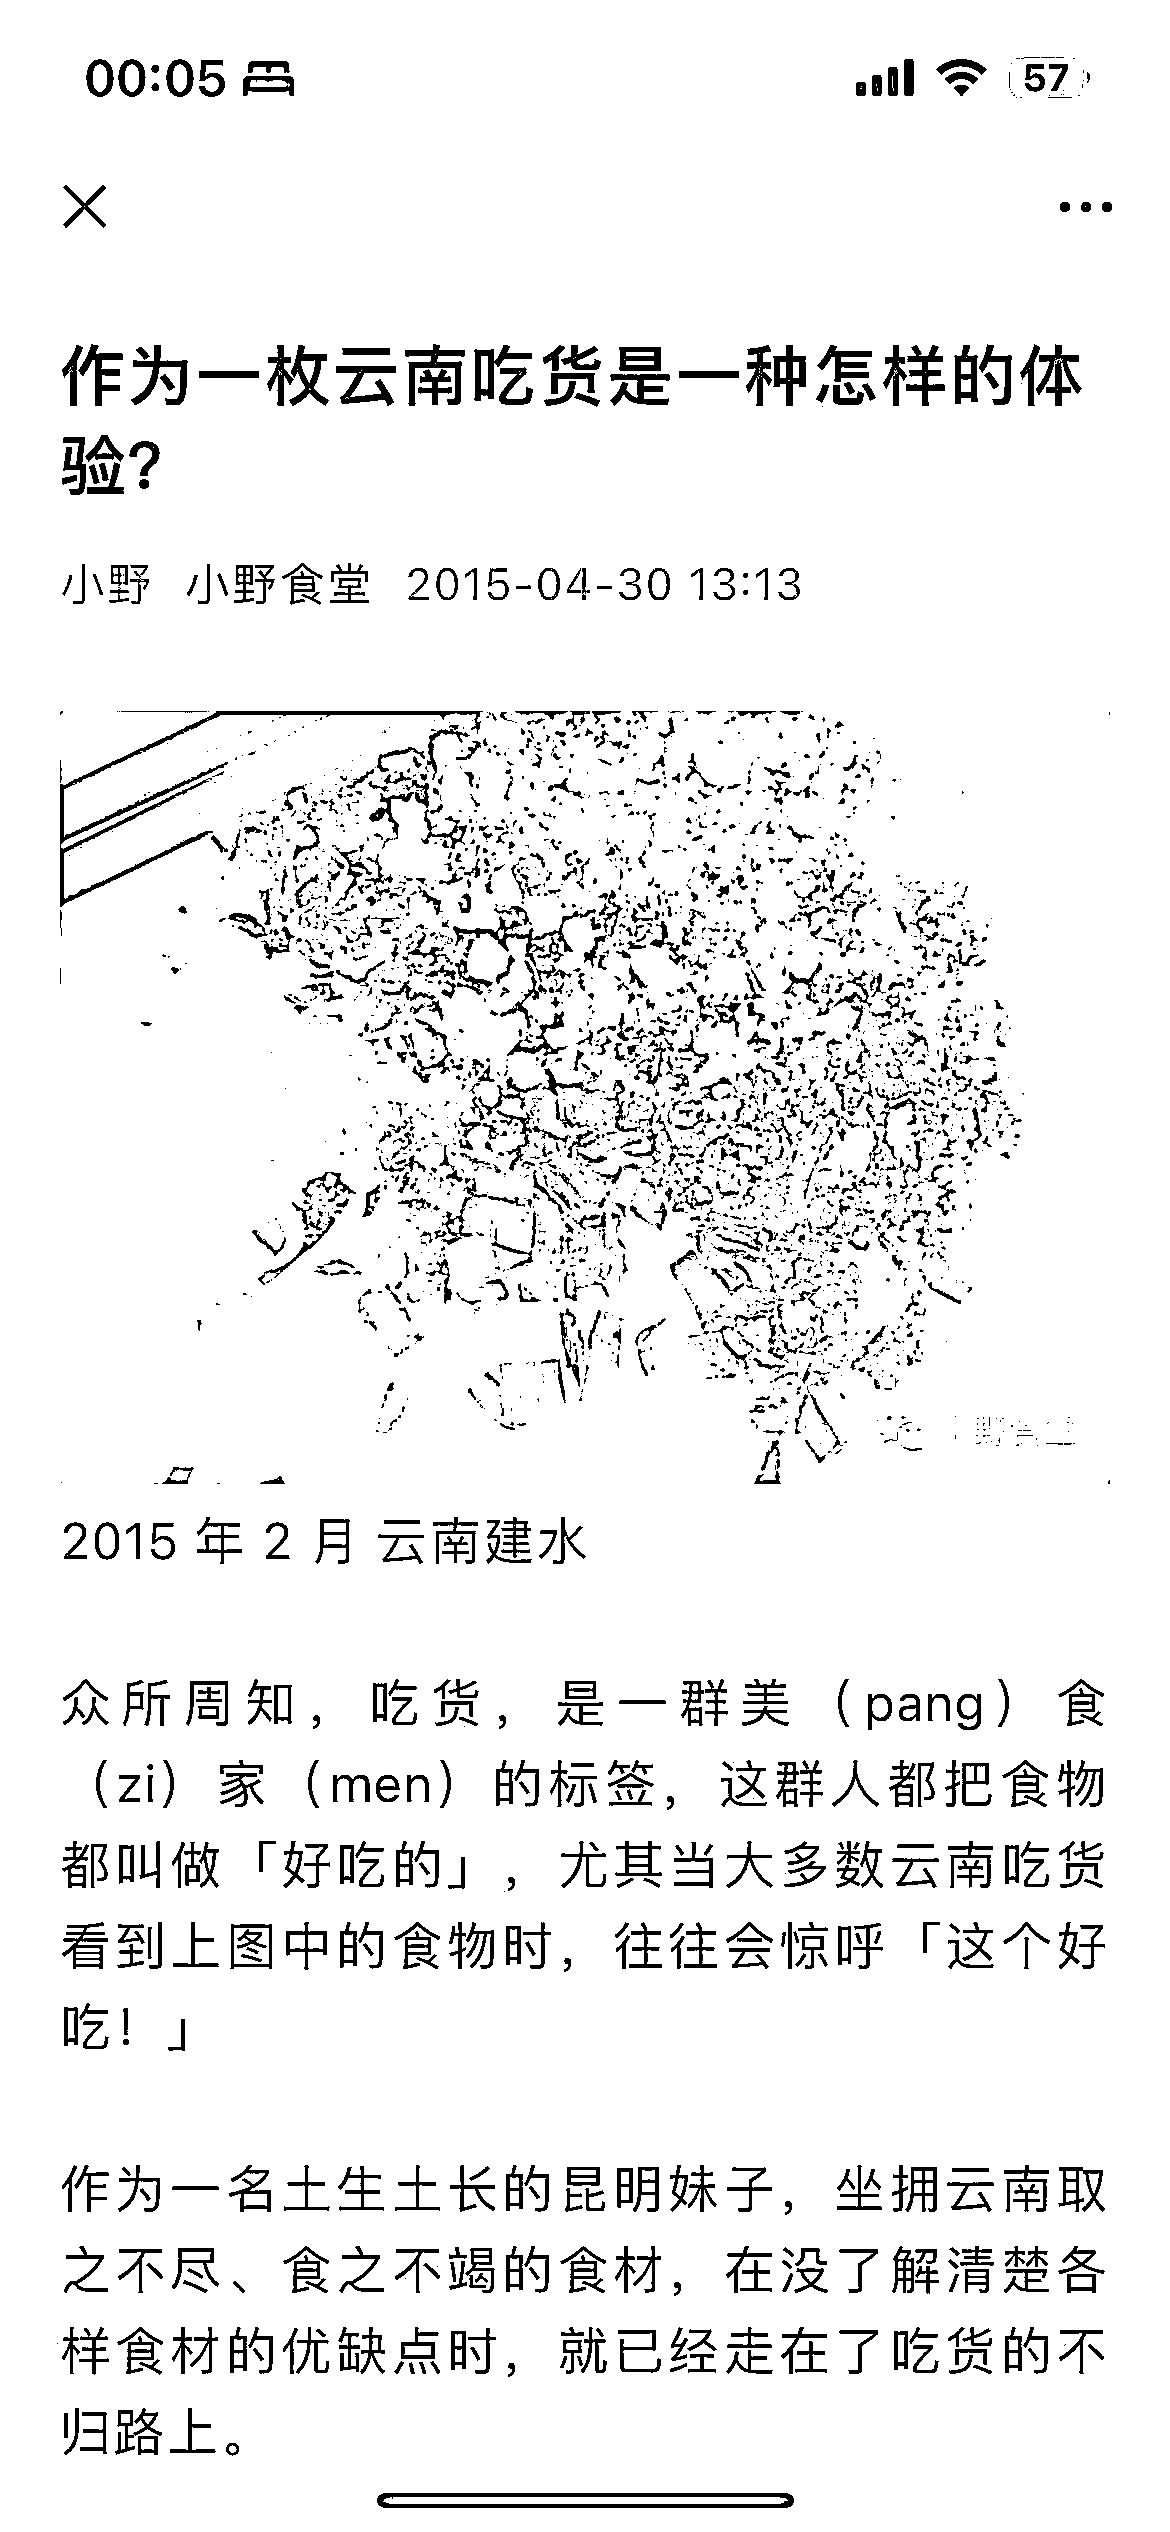 00:05
57
作为一枚云南吃货是一种怎样的体
验?
小野 小野食堂 2015-04-30 13:13
2015 年 2 月 云南建水
众所周知，吃货，是一群美（pang）食
（zi）家（men）的标签，这群人都把食物
都叫做「好吃的」，尤其当大多数云南吃货
看到上图中的食物时，往往会惊呼「这个好
吃！」
作为一名土生土长的昆明妹子，坐拥云南取
之不尽、食之不竭的食材，在没了解清楚各
样食材的优缺点时，就已经走在了吃货的不
归路上。